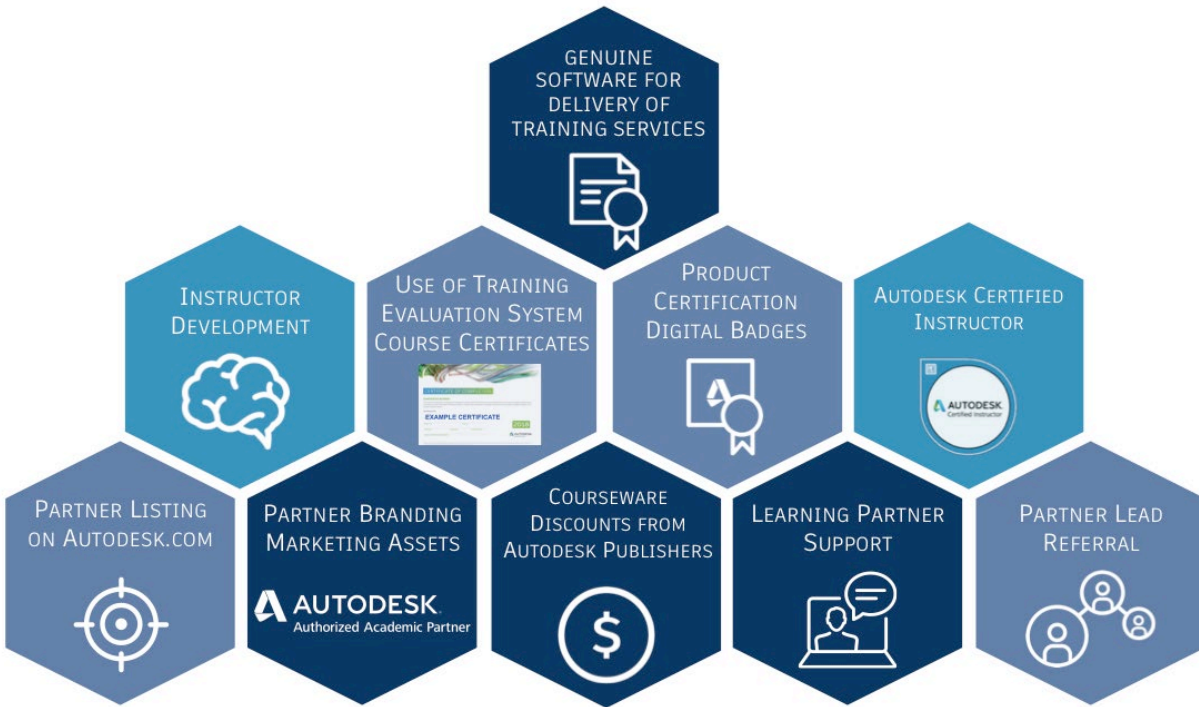 GENUINE
SOFTWARE FOR
DELIVERY OF
TRAINING SERVICES
INSTRUCTOR
DEVELOPMENT
USE OF TRAINING
EVALUATION SYSTEM
COURSE CERTIFICATES
EXAMPLE CERTIFICATE
PRODUCT
CERTIFICATION
DIGITAL BADGES
AUTODESK CERTIFIED
INSTRUCTOR
AUTODESK
Certified Instructor
PARTNER LISTING
ON AUTODESK.COM
PARTNER BRANDING
MARKETING ASSETS
AUTODESK.
Authorized Academic Partner
COURSEWARE
DISCOUNTS FROM
AUTODESK PUBLISHERS
$
LEARNING PARTNER
SUPPORT
PARTNER LEAD
REFERRAL